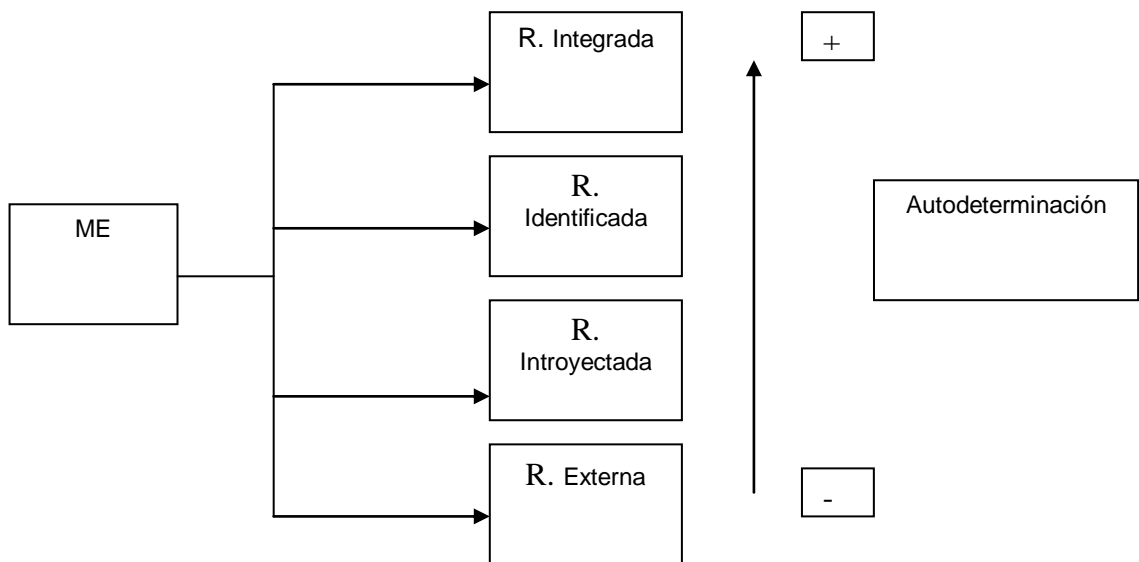 R. Integrada
+
R.
Identificada
Autodeterminación
ME
R.
Introyectada
R. Externa
-